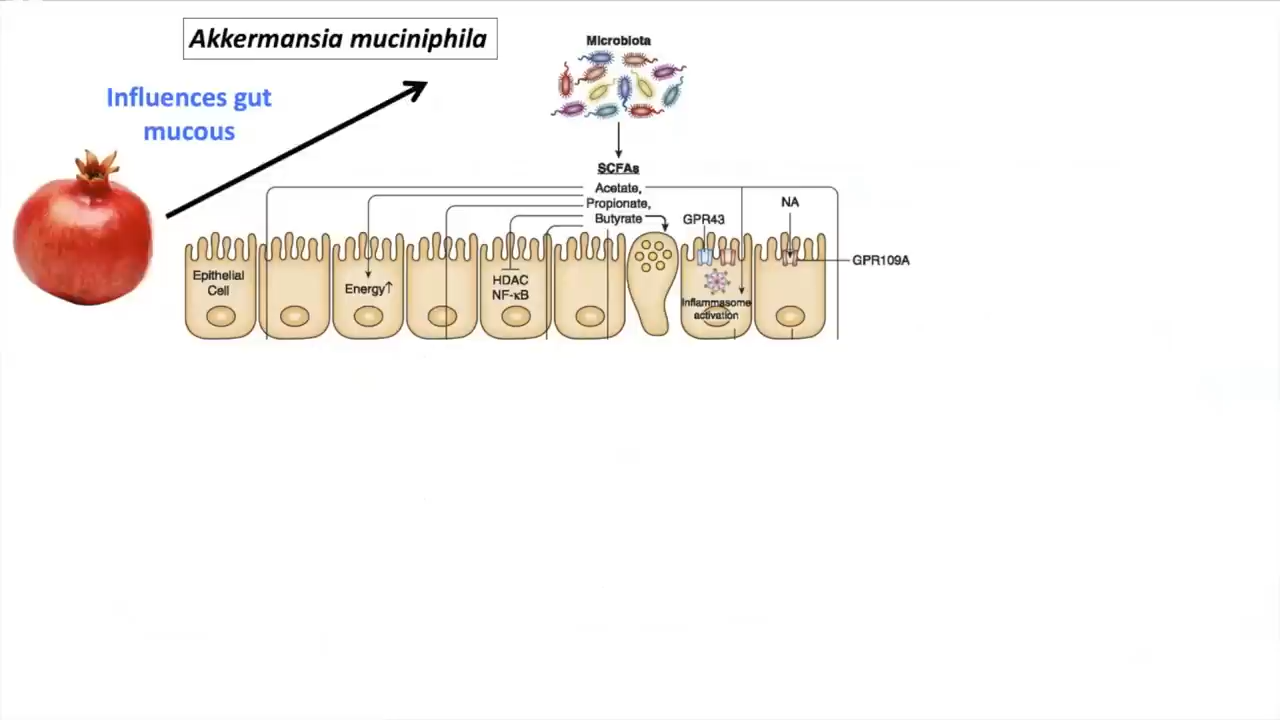 Akkermansia muciniphila
Influences gut
mucous
Microbiota
SCFAs
Acetate,
Propionate,
Butyrate
GPR43
NA
GPR109A
Epithelial
Cell
Energy↑
HDAC
NF-κB
Inflammasome
activation